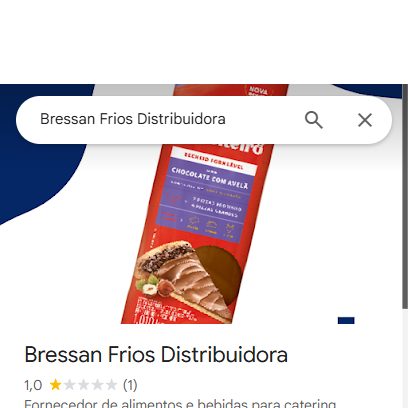 NOVA
Bressan Frios Distribuidora
RECHEIO FORNEÁVEL
CHOCOLATE COM AVELÃ
Bressan Frios Distribuidora
1,0 (1)
Fornecedor de alimentos e bebidas para catering